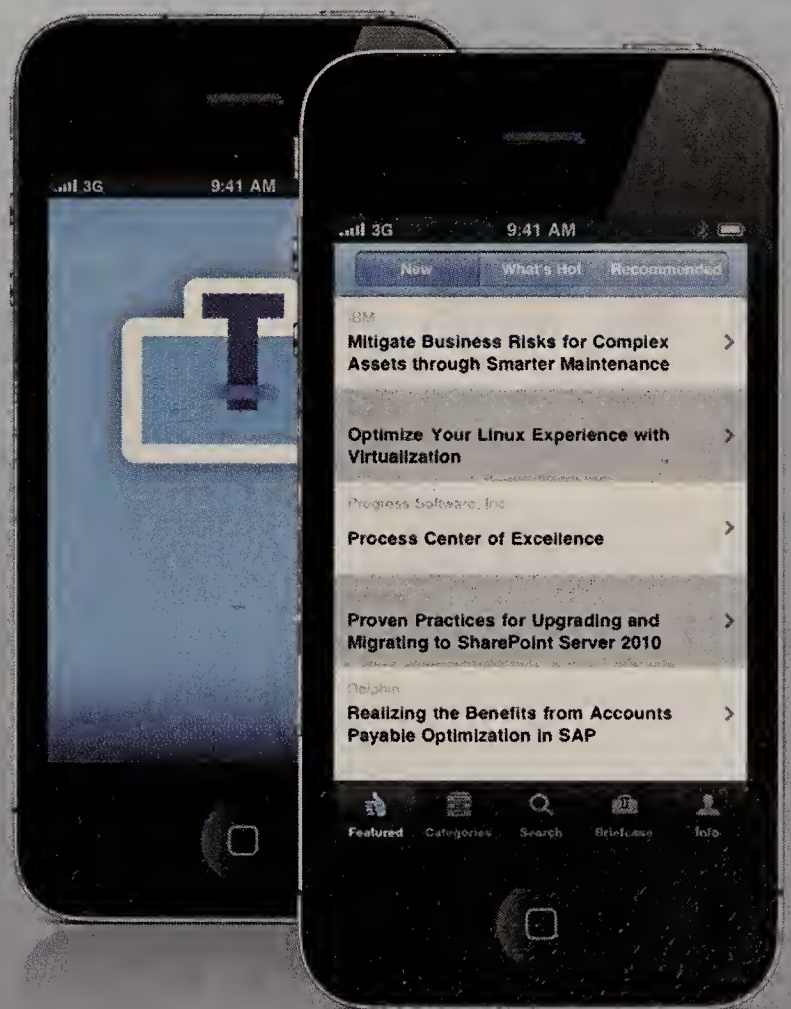 3G 9:41 AM
T
3G 9:41 AM
New What's Hot Recommended
IBM
Mitigate Business Risks for Complex
Assets through Smarter Maintenance
Optimize Your Linux Experience with
Virtualization
Progress Software, Inc
Process Center of Excellence
Proven Practices for Upgrading and
Migrating to SharePoint Server 2010
Dolphin
Realizing the Benefits from Accounts
Payable Optimization in SAP
Featured Categories Search Briefcase Info